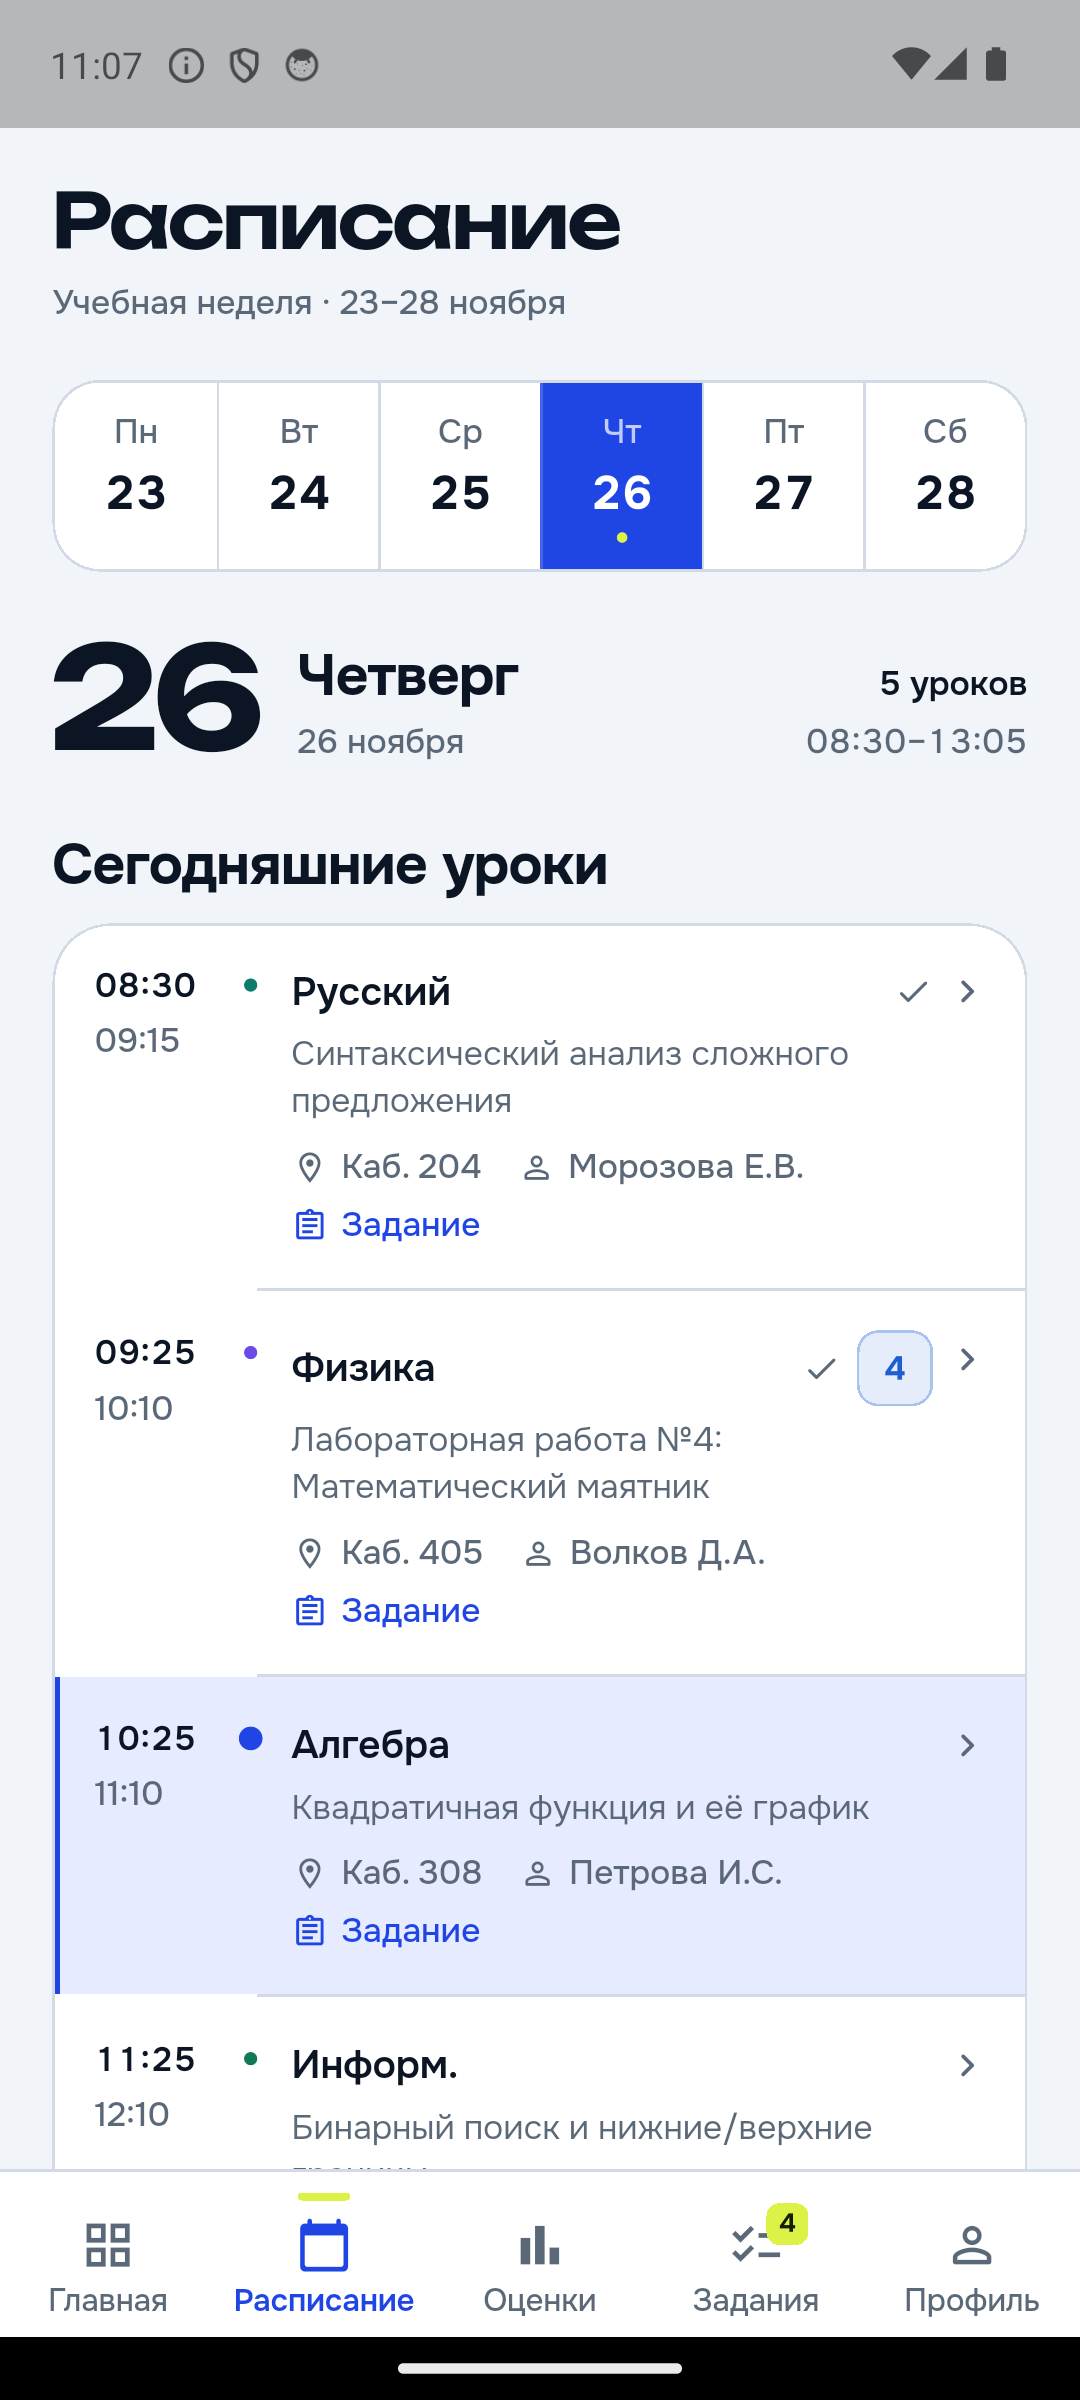 11:07
Расписание
Учебная неделя · 23–28 ноября
Пн Вт Ср Чт Пт Сб
23 24 25 26 27 28
26 Четверг
26 ноября
5 уроков
08:30–13:05
Сегодняшние уроки
08:30 Русский
09:15
Синтаксический анализ сложного
предложения
Каб. 204 Морозова Е.В.
Задание
09:25 Физика 4
10:10
Лабораторная работа №4:
Математический маятник
Каб. 405 Волков Д.А.
Задание
10:25 Алгебра
11:10
Квадратичная функция и её график
Каб. 308 Петрова И.С.
Задание
11:25 Информ.
12:10
Бинарный поиск и нижние/верхние
4
Главная Расписание Оценки Задания Профиль